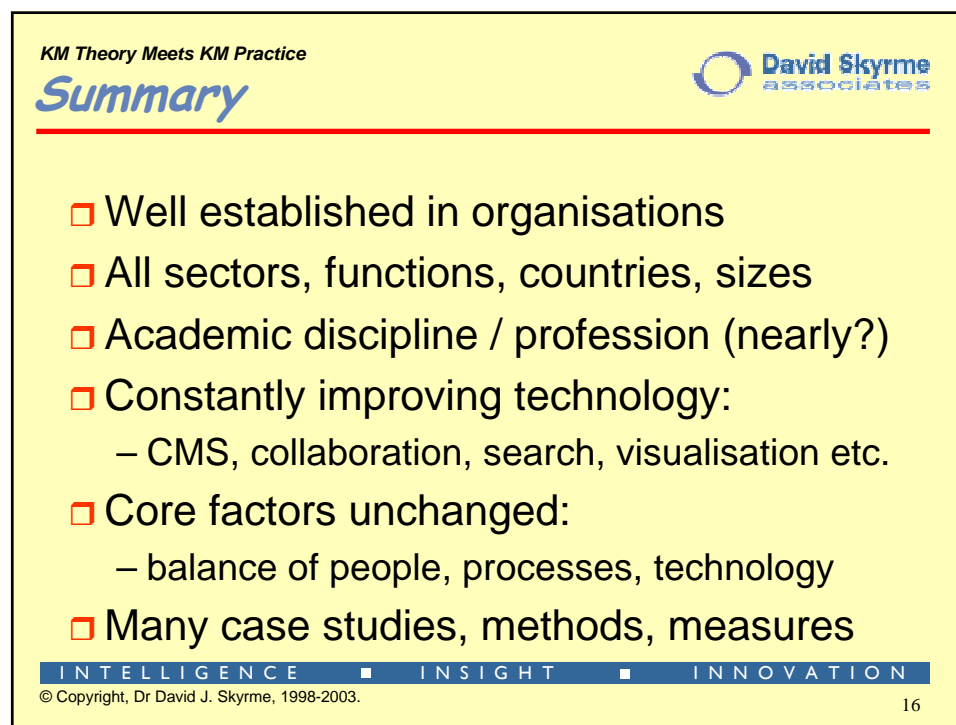 KM Theory Meets KM Practice
Summary
David Skyrme
associates
Well established in organisations
All sectors, functions, countries, sizes
Academic discipline / profession (nearly?)
Constantly improving technology:
– CMS, collaboration, search, visualisation etc.
Core factors unchanged:
– balance of people, processes, technology
Many case studies, methods, measures
INTELLIGENCE ■ INSIGHT ■ INNOVATION
© Copyright, Dr David J. Skyrme, 1998-2003.
16